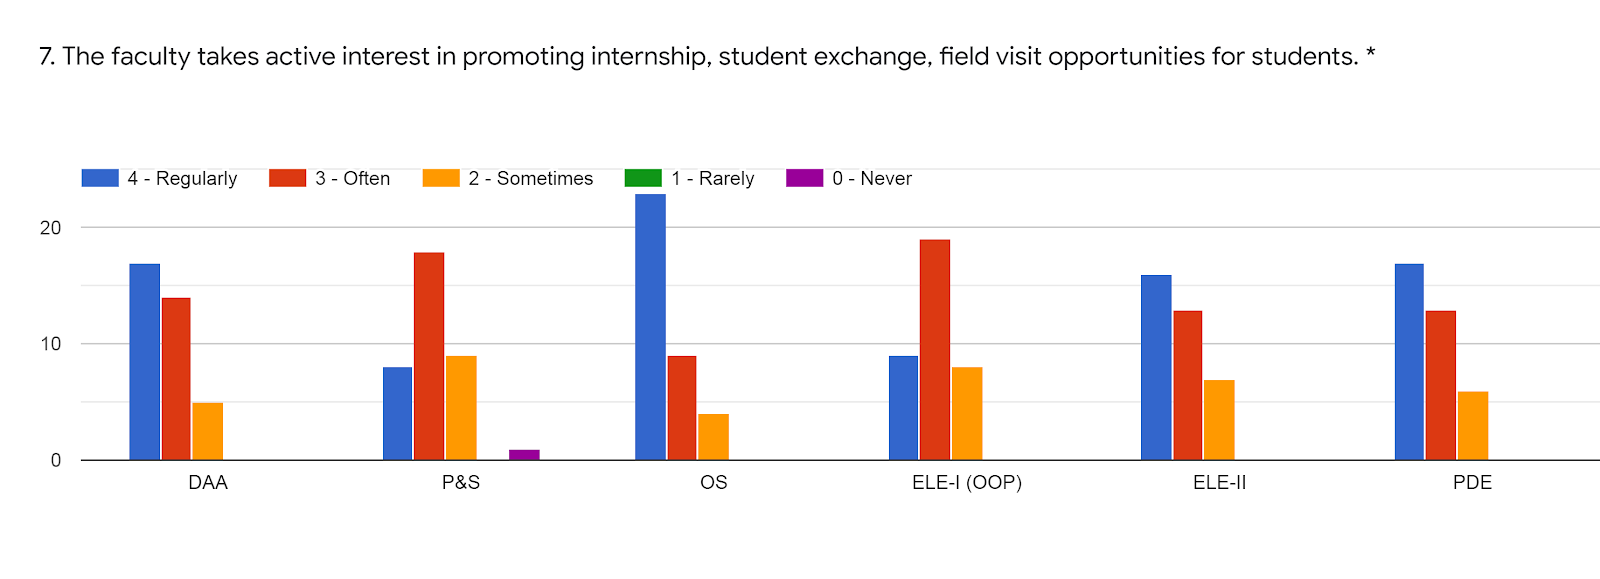 7. The faculty takes active interest in promoting internship, student exchange, field visit opportunities for students. *
4 - Regularly 3 - Often 2 - Sometimes 1 - Rarely 0 - Never
20
10
0
DAA P&S OS ELE-I (OOP) ELE-II PDE